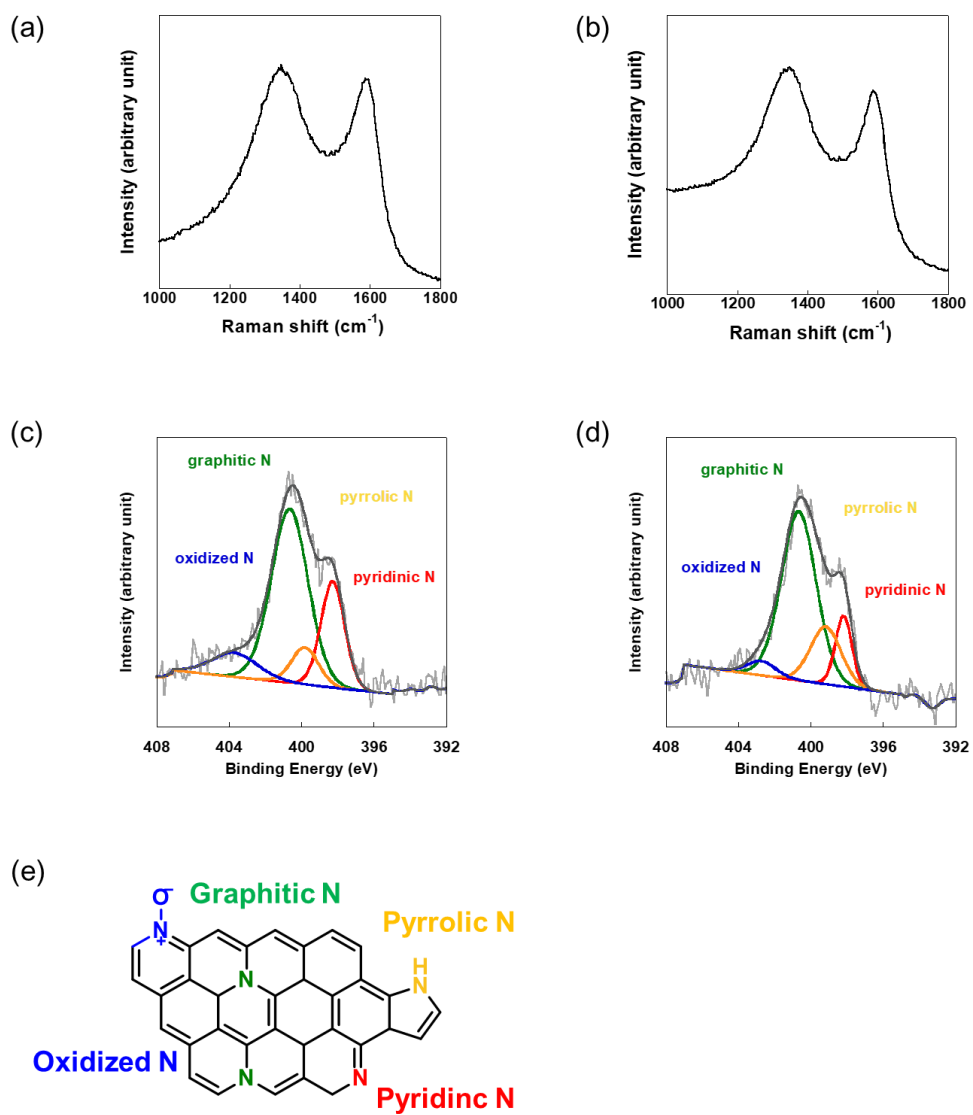 (a)
Intensity (arbitrary unit)
1000 1200 1400 1600 1800
Raman shift (cm⁻¹)
(b)
Intensity (arbitrary unit)
1000 1200 1400 1600 1800
Raman shift (cm⁻¹)
(c)
Intensity (arbitrary unit)
graphitic N
pyrrolic N
oxidized N
pyridinic N
408 404 400 396 392
Binding Energy (eV)
(d)
Intensity (arbitrary unit)
graphitic N
pyrrolic N
oxidized N
pyridinic N
408 404 400 396 392
Binding Energy (eV)
(e)
O⁻
N⁺
Graphitic N
Pyrrolic N
H
N
N
Oxidized N
N
N
Pyridinc N